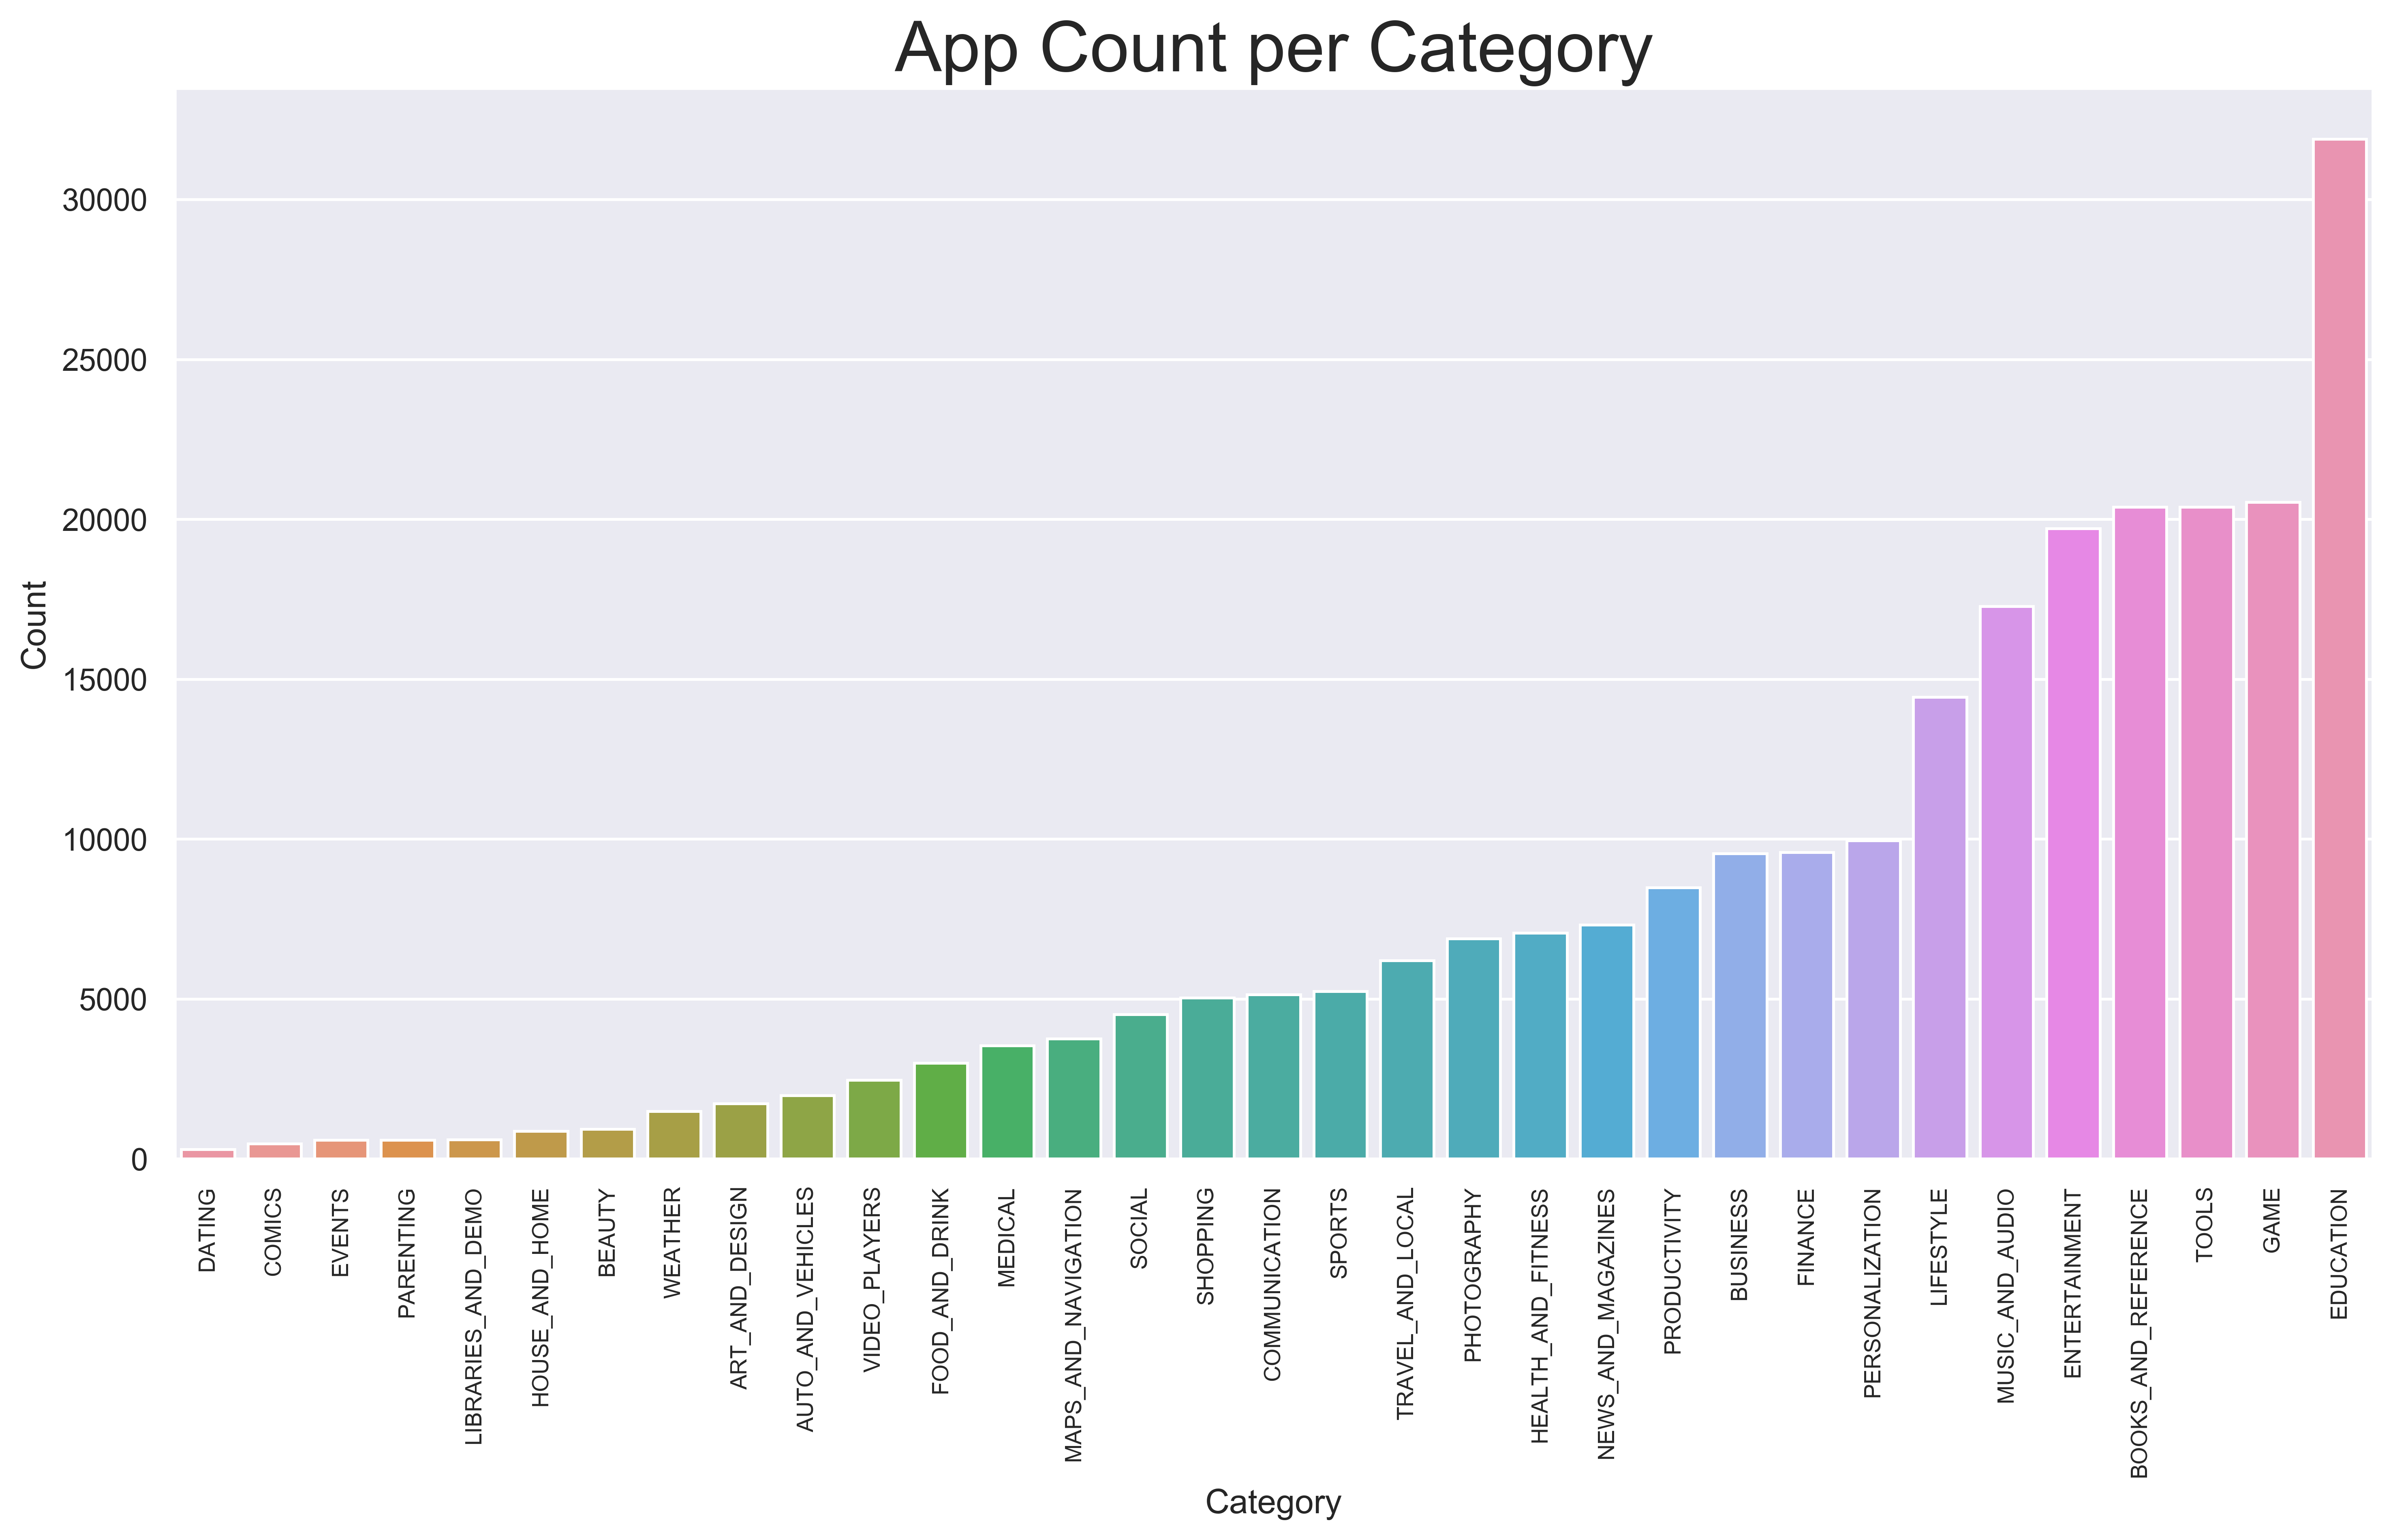 App Count per Category
30000
25000
20000
15000
10000
5000
0
Count
DATING
COMICS
EVENTS
PARENTING
LIBRARIES_AND_DEMO
HOUSE_AND_HOME
BEAUTY
WEATHER
ART_AND_DESIGN
AUTO_AND_VEHICLES
VIDEO_PLAYERS
FOOD_AND_DRINK
MEDICAL
MAPS_AND_NAVIGATION
SOCIAL
SHOPPING
COMMUNICATION
SPORTS
TRAVEL_AND_LOCAL
PHOTOGRAPHY
HEALTH_AND_FITNESS
NEWS_AND_MAGAZINES
PRODUCTIVITY
BUSINESS
FINANCE
PERSONALIZATION
LIFESTYLE
MUSIC_AND_AUDIO
ENTERTAINMENT
BOOKS_AND_REFERENCE
TOOLS
GAME
EDUCATION
Category